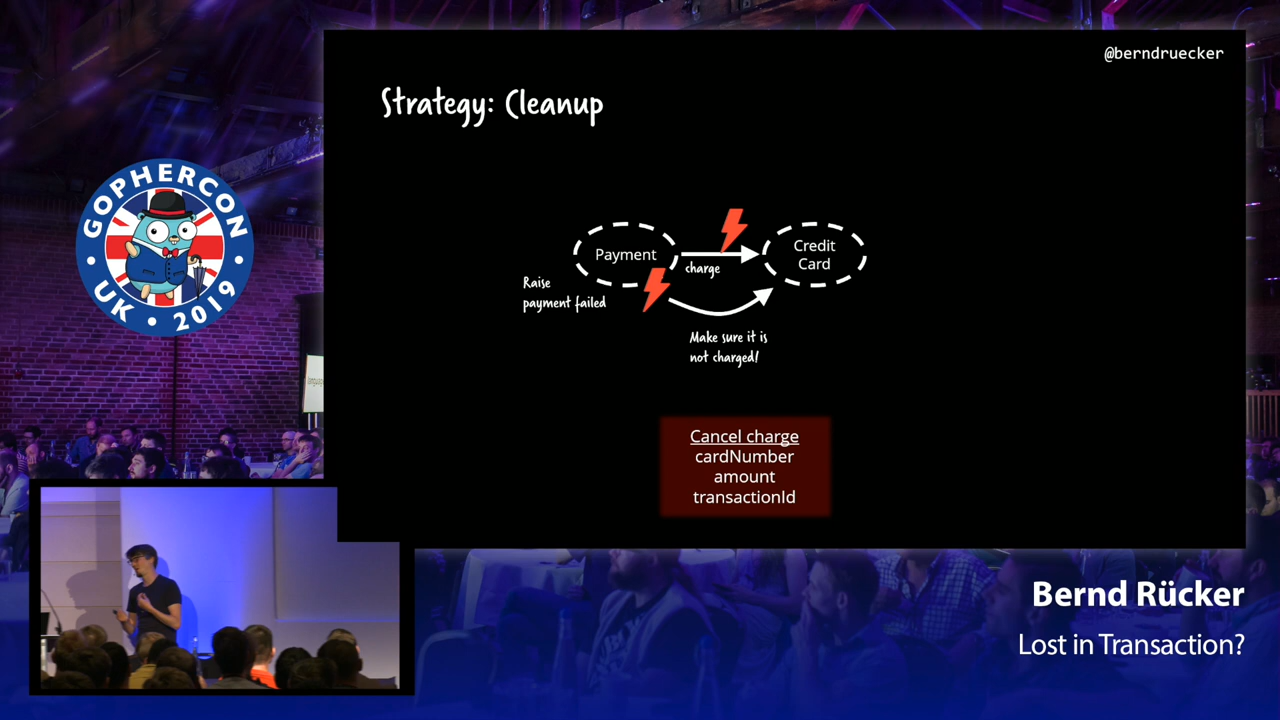 @berndruecker
Strategy: Cleanup
GOPHERCON
UK • 2019
Payment
charge
Credit
Card
Raise
payment failed
Make sure it is
not charged!
Cancel charge
cardNumber
amount
transactionId
Bernd Rücker
Lost in Transaction?